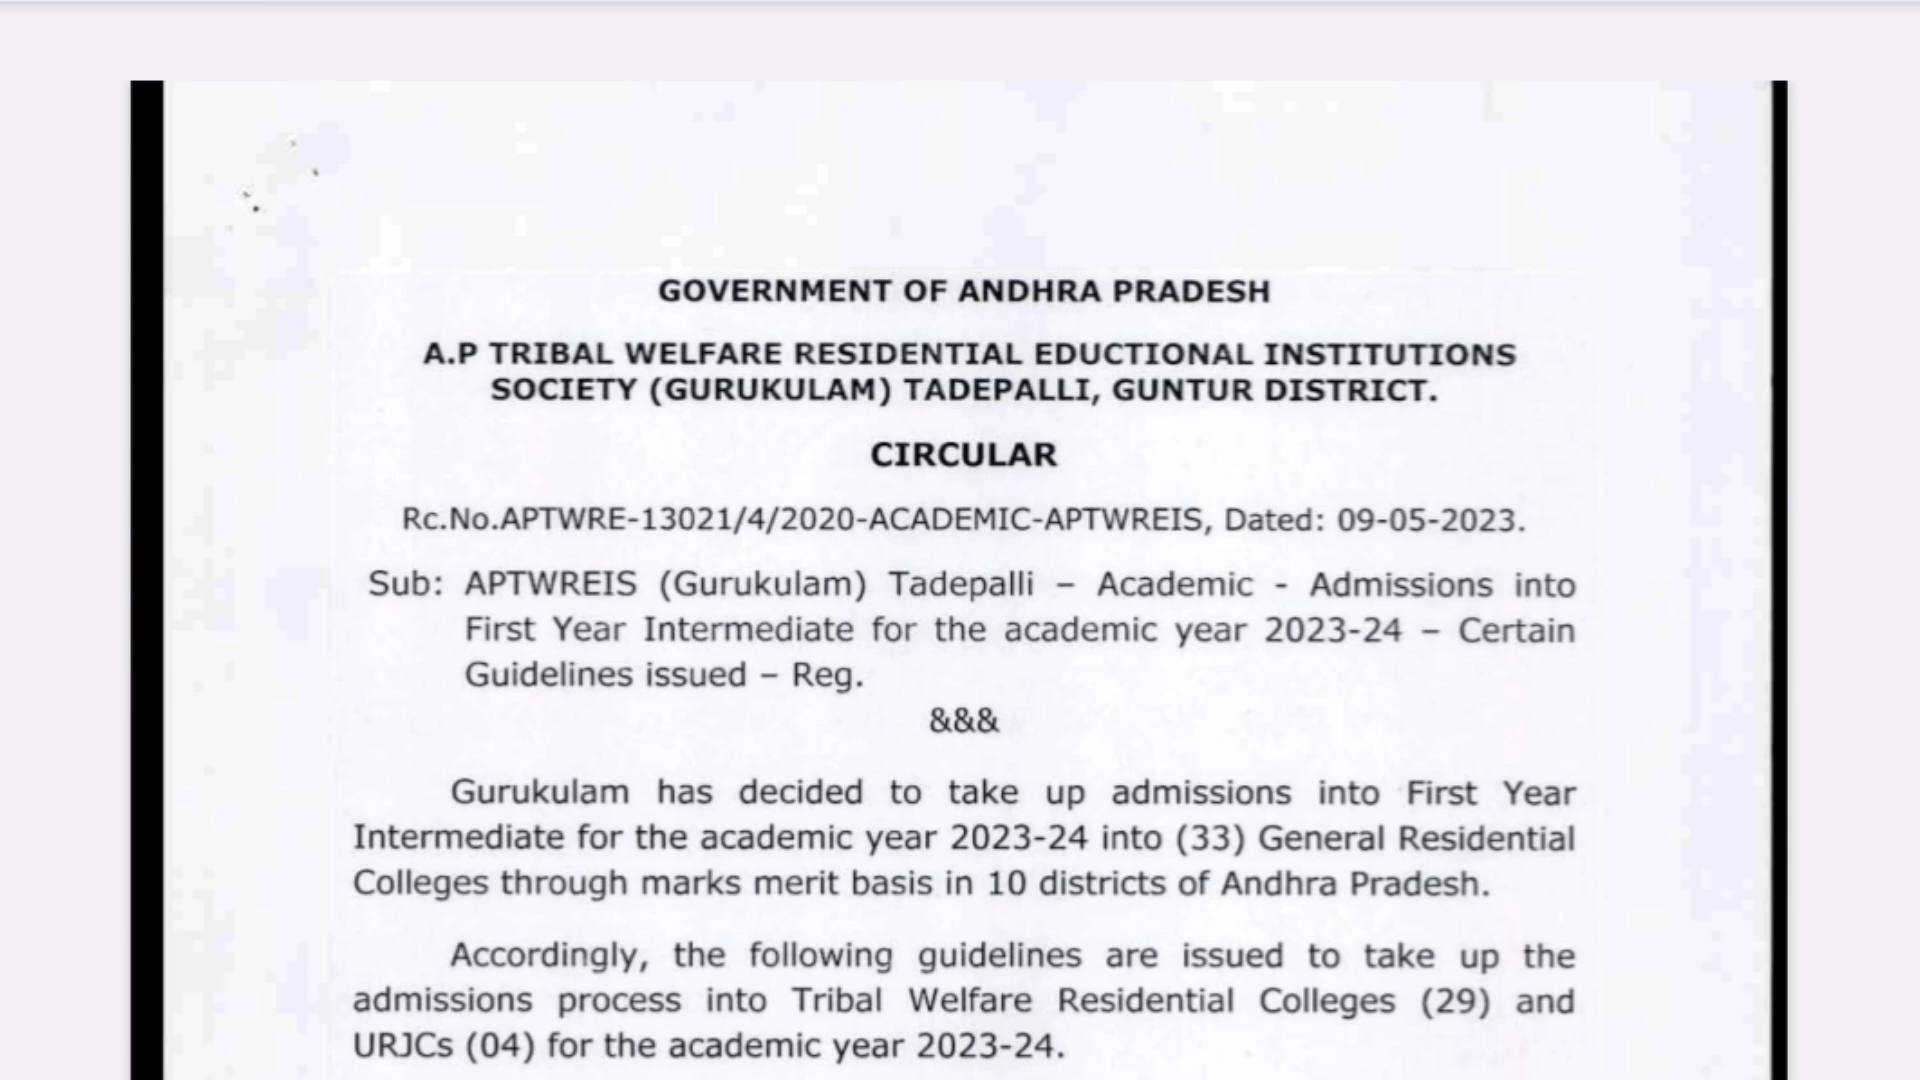 GOVERNMENT OF ANDHRA PRADESH
A.P TRIBAL WELFARE RESIDENTIAL EDUCTIONAL INSTITUTIONS
SOCIETY (GURUKULAM) TADEPALLI, GUNTUR DISTRICT.
CIRCULAR
Rc.No.APTWRE-13021/4/2020-ACADEMIC-APTWREIS, Dated: 09-05-2023.
Sub: APTWREIS (Gurukulam) Tadepalli – Academic - Admissions into
First Year Intermediate for the academic year 2023-24 – Certain
Guidelines issued – Reg.
&&&
Gurukulam has decided to take up admissions into First Year
Intermediate for the academic year 2023-24 into (33) General Residential
Colleges through marks merit basis in 10 districts of Andhra Pradesh.
Accordingly, the following guidelines are issued to take up the
admissions process into Tribal Welfare Residential Colleges (29) and
URJCs (04) for the academic year 2023-24.